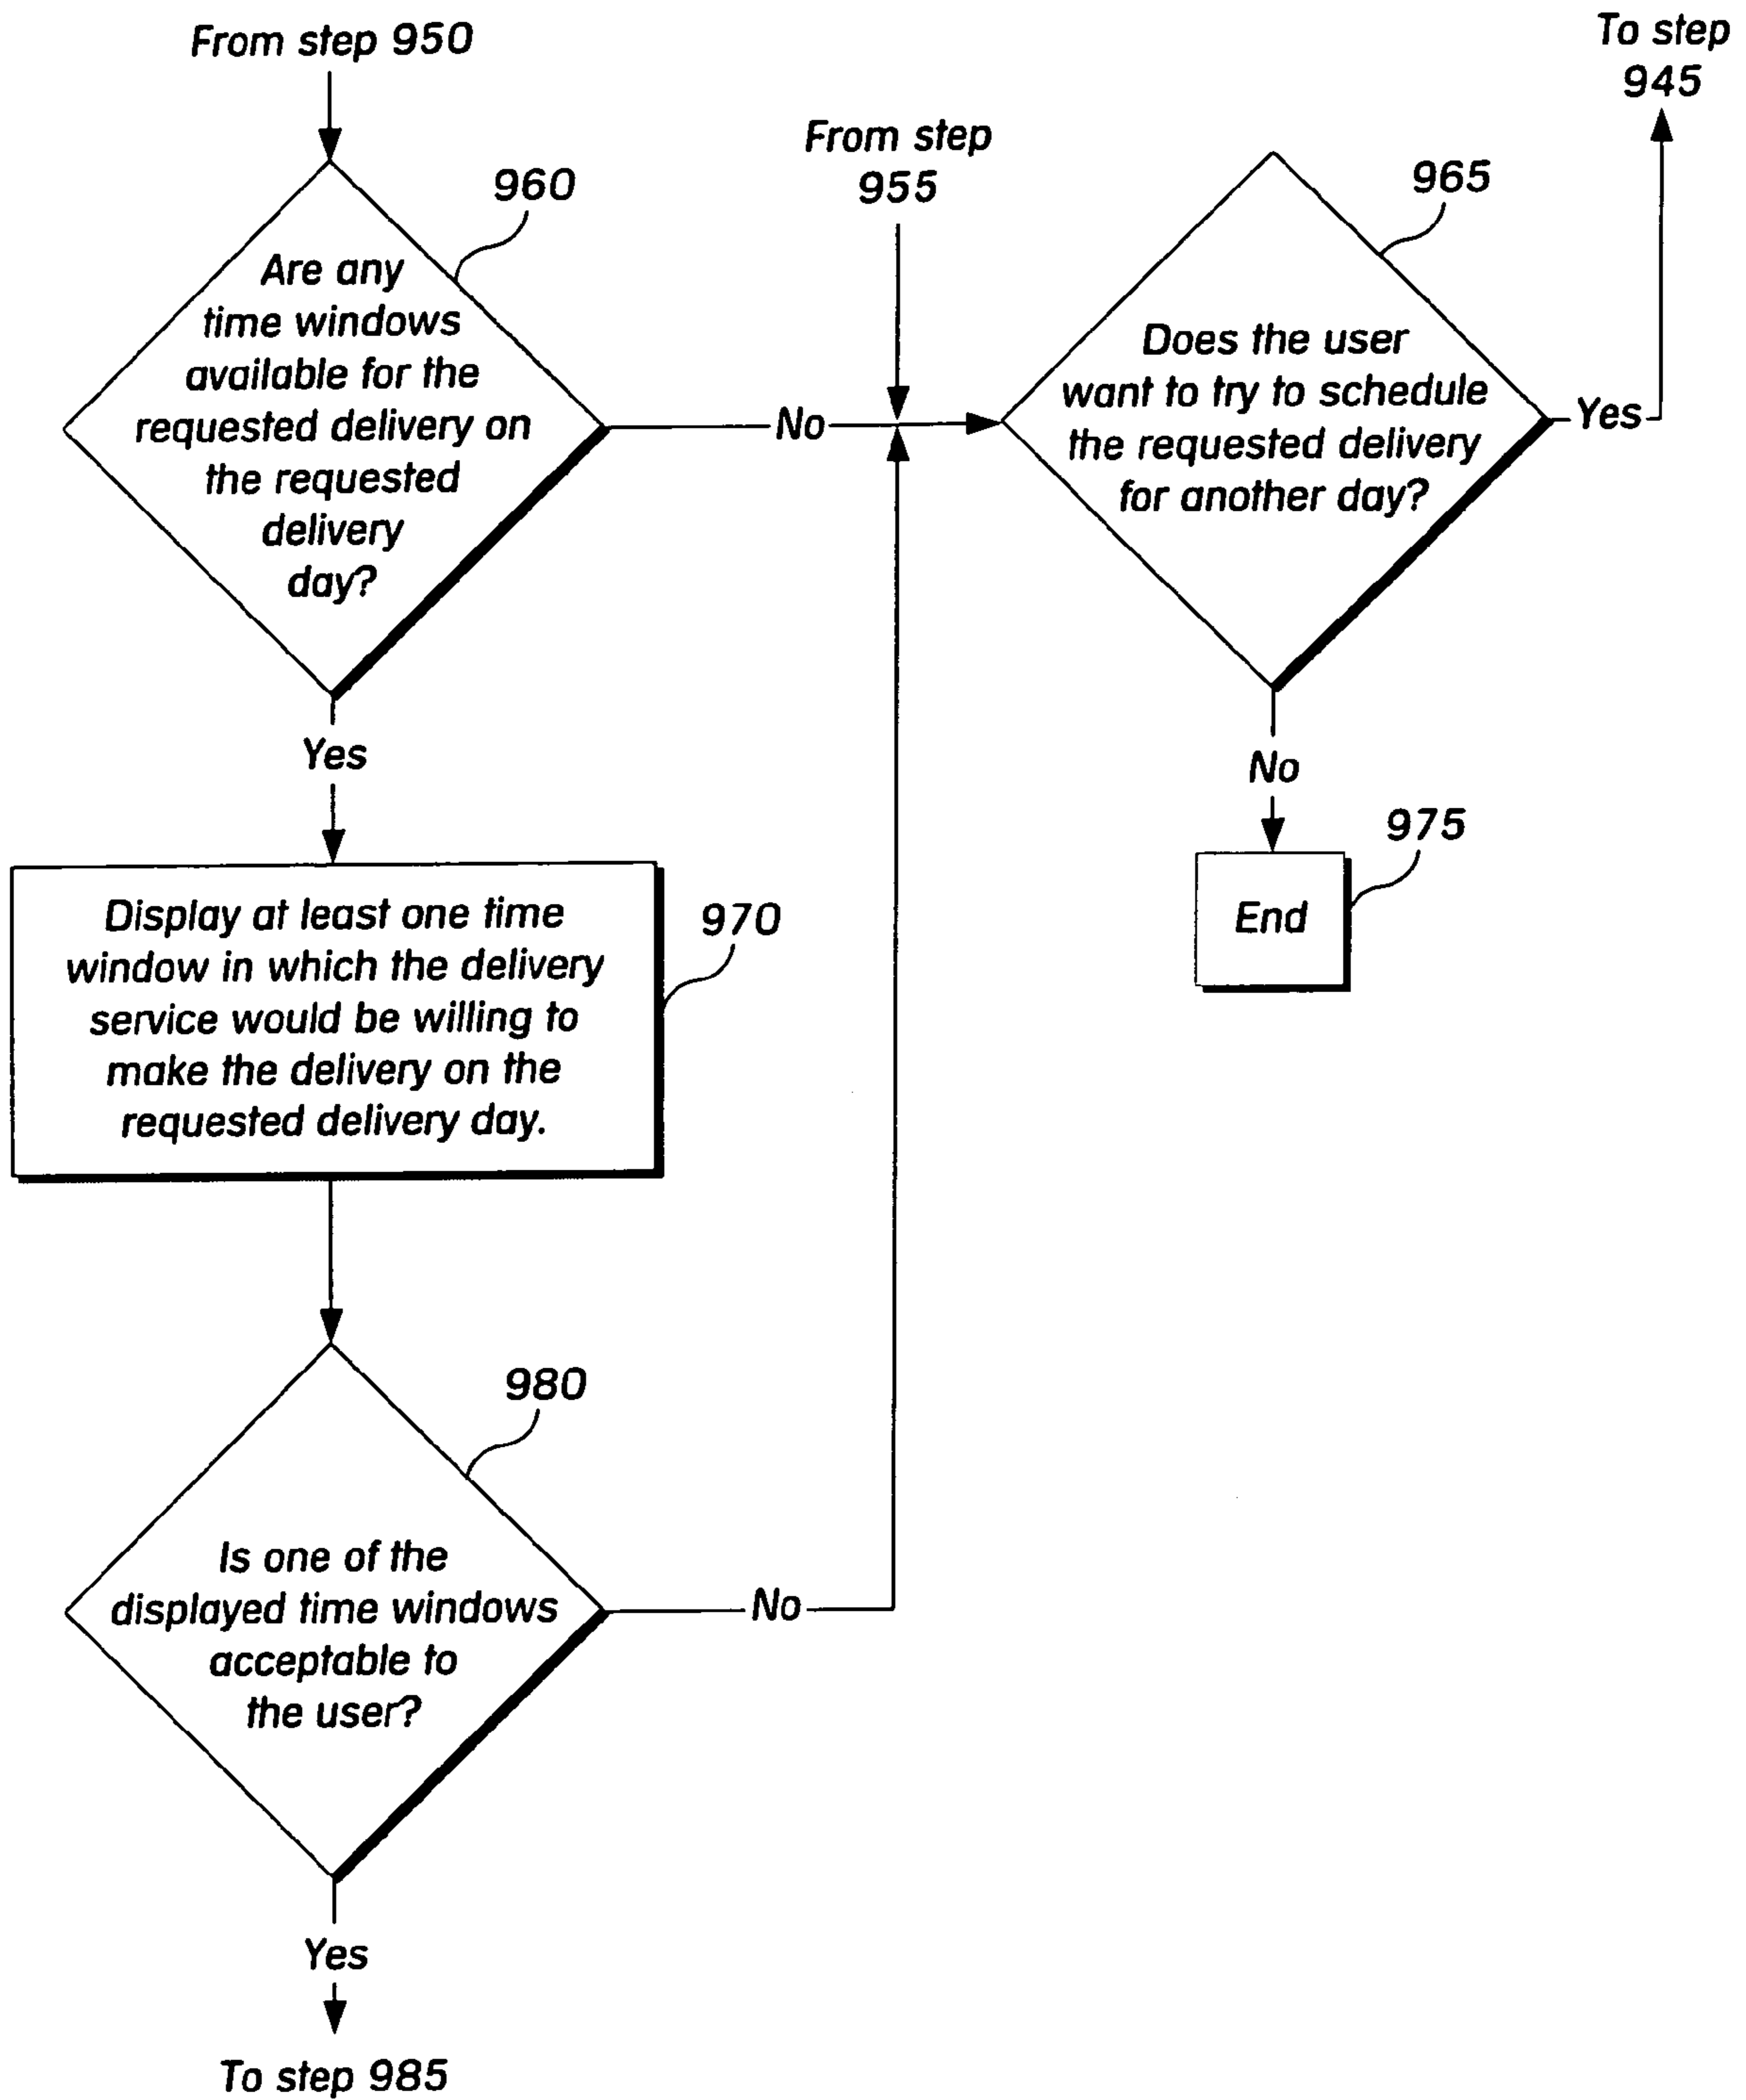 From step 950
960
Are any
time windows
available for the
requested delivery on
the requested
delivery
day?
No
Yes
From step
955
965
Does the user
want to try to schedule
the requested delivery
for another day?
Yes
To step
945
No
975
End
970
Display at least one time
window in which the delivery
service would be willing to
make the delivery on the
requested delivery day.
980
Is one of the
displayed time windows
acceptable to
the user?
No
Yes
To step 985